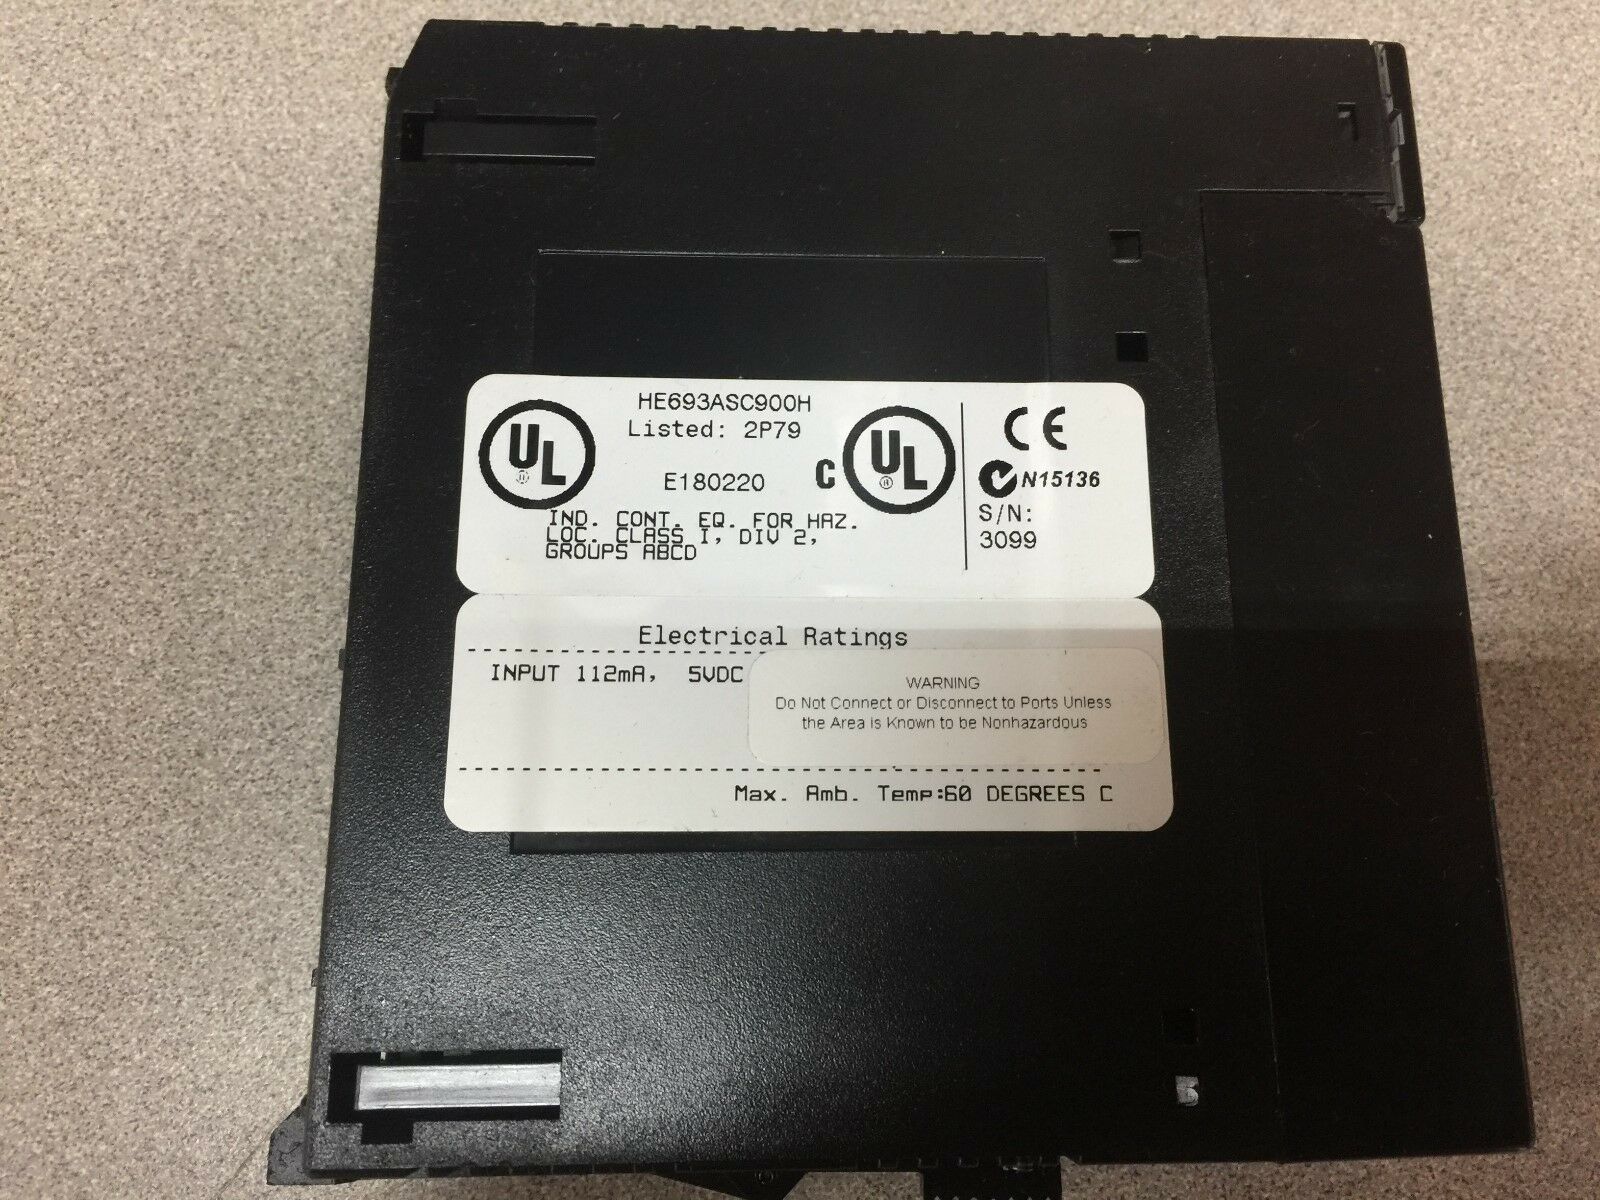 HE693ASC900H
Listed: 2P79
E180220
UL
®
C UL
®
IND. CONT. EQ. FOR HAZ.
LOC. CLASS I, DIV 2,
GROUPS ABCD
CE
N15136
S/N:
3099
Electrical Ratings
INPUT 112mA, 5VDC
WARNING
Do Not Connect or Disconnect to Ports Unless
the Area is Known to be Nonhazardous
Max. Amb. Temp:60 DEGREES C